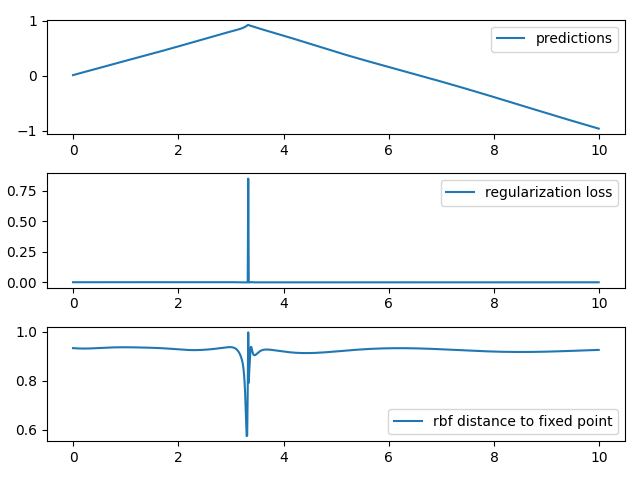 1
0
−1
predictions
0 2 4 6 8 10
0.75
0.50
0.25
0.00
regularization loss
0 2 4 6 8 10
1.0
0.8
0.6
rbf distance to fixed point
0 2 4 6 8 10